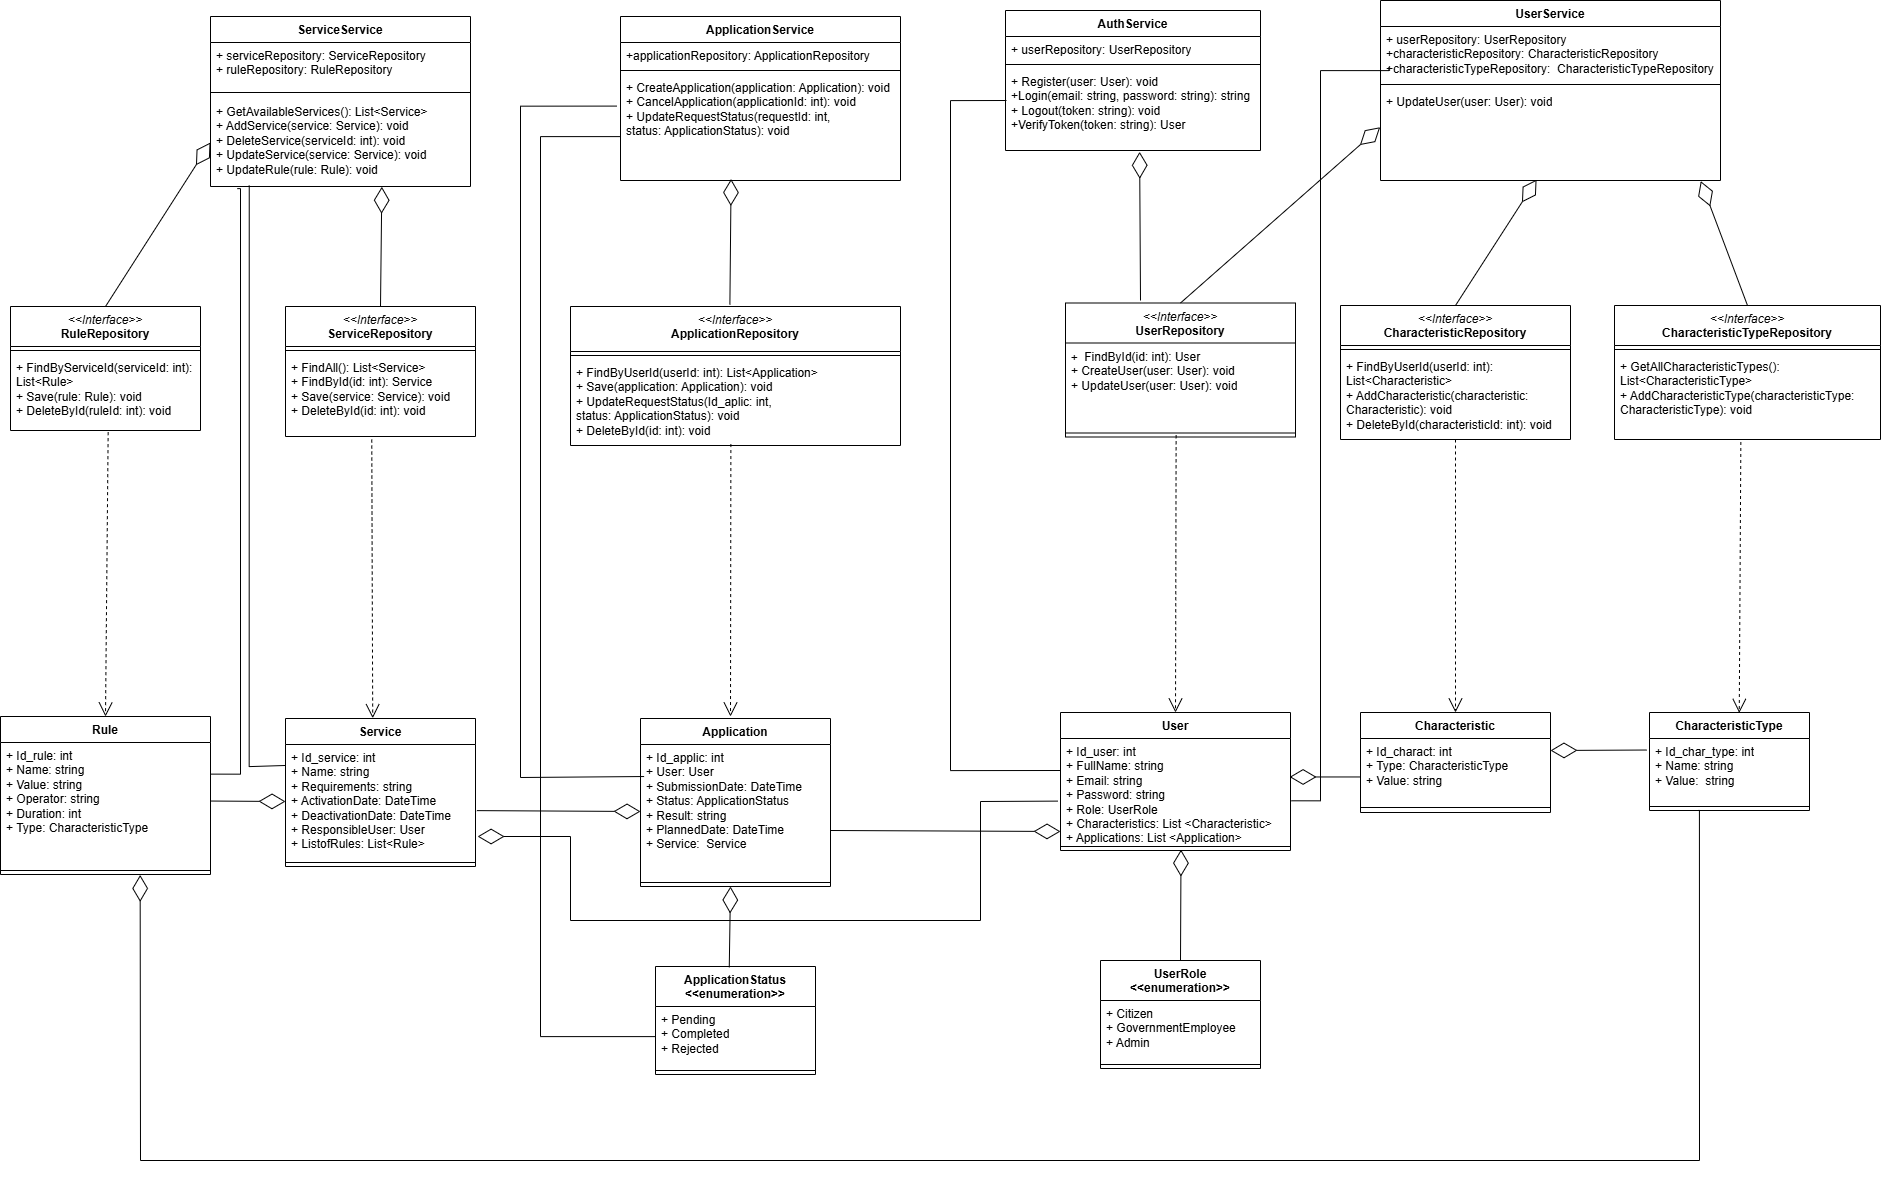 ServiceService
+ serviceRepository: ServiceRepository
+ ruleRepository: RuleRepository
+ GetAvailableServices(): List<Service>
+ AddService(service: Service): void
+ DeleteService(serviceId: int): void
+ UpdateService(service: Service): void
+ UpdateRule(rule: Rule): void
ApplicationService
+applicationRepository: ApplicationRepository
+ CreateApplication(application: Application): void
+ CancelApplication(applicationId: int): void
+ UpdateRequestStatus(requestId: int,
status: ApplicationStatus): void
AuthService
+ userRepository: UserRepository
+ Register(user: User): void
+Login(email: string, password: string): string
+ Logout(token: string): void
+VerifyToken(token: string): User
UserService
+ userRepository: UserRepository
+characteristicRepository: CharacteristicRepository
+characteristicTypeRepository:  CharacteristicTypeRepository
+ UpdateUser(user: User): void
<<Interface>>
RuleRepository
+ FindByServiceId(serviceId: int):
List<Rule>
+ Save(rule: Rule): void
+ DeleteById(ruleId: int): void
<<Interface>>
ServiceRepository
+ FindAll(): List<Service>
+ FindById(id: int): Service
+ Save(service: Service): void
+ DeleteById(id: int): void
<<Interface>>
ApplicationRepository
+ FindByUserId(userId: int): List<Application>
+ Save(application: Application): void
+ UpdateRequestStatus(Id_aplic: int,
status: ApplicationStatus): void
+ DeleteById(id: int): void
<<Interface>>
UserRepository
+  FindById(id: int): User
+ CreateUser(user: User): void
+ UpdateUser(user: User): void
<<Interface>>
CharacteristicRepository
+ FindByUserId(userId: int):
List<Characteristic>
+ AddCharacteristic(characteristic:
Characteristic): void
+ DeleteById(characteristicId: int): void
<<Interface>>
CharacteristicTypeRepository
+ GetAllCharacteristicTypes():
List<CharacteristicType>
+ AddCharacteristicType(characteristicType:
CharacteristicType): void
Rule
+ Id_rule: int
+ Name: string
+ Value: string
+ Operator: string
+ Duration: int
+ Type: CharacteristicType
Service
+ Id_service: int
+ Name: string
+ Requirements: string
+ ActivationDate: DateTime
+ DeactivationDate: DateTime
+ ResponsibleUser: User
+ ListofRules: List<Rule>
Application
+ Id_applic: int
+ User: User
+ SubmissionDate: DateTime
+ Status: ApplicationStatus
+ Result: string
+ PlannedDate: DateTime
+ Service:  Service
User
+ Id_user: int
+ FullName: string
+ Email: string
+ Password: string
+ Role: UserRole
+ Characteristics: List <Characteristic>
+ Applications: List <Application>
Characteristic
+ Id_charact: int
+ Type: CharacteristicType
+ Value: string
CharacteristicType
+ Id_char_type: int
+ Name: string
+ Value:  string
ApplicationStatus
<<enumeration>>
+ Pending
+ Completed
+ Rejected
UserRole
<<enumeration>>
+ Citizen
+ GovernmentEmployee
+ Admin